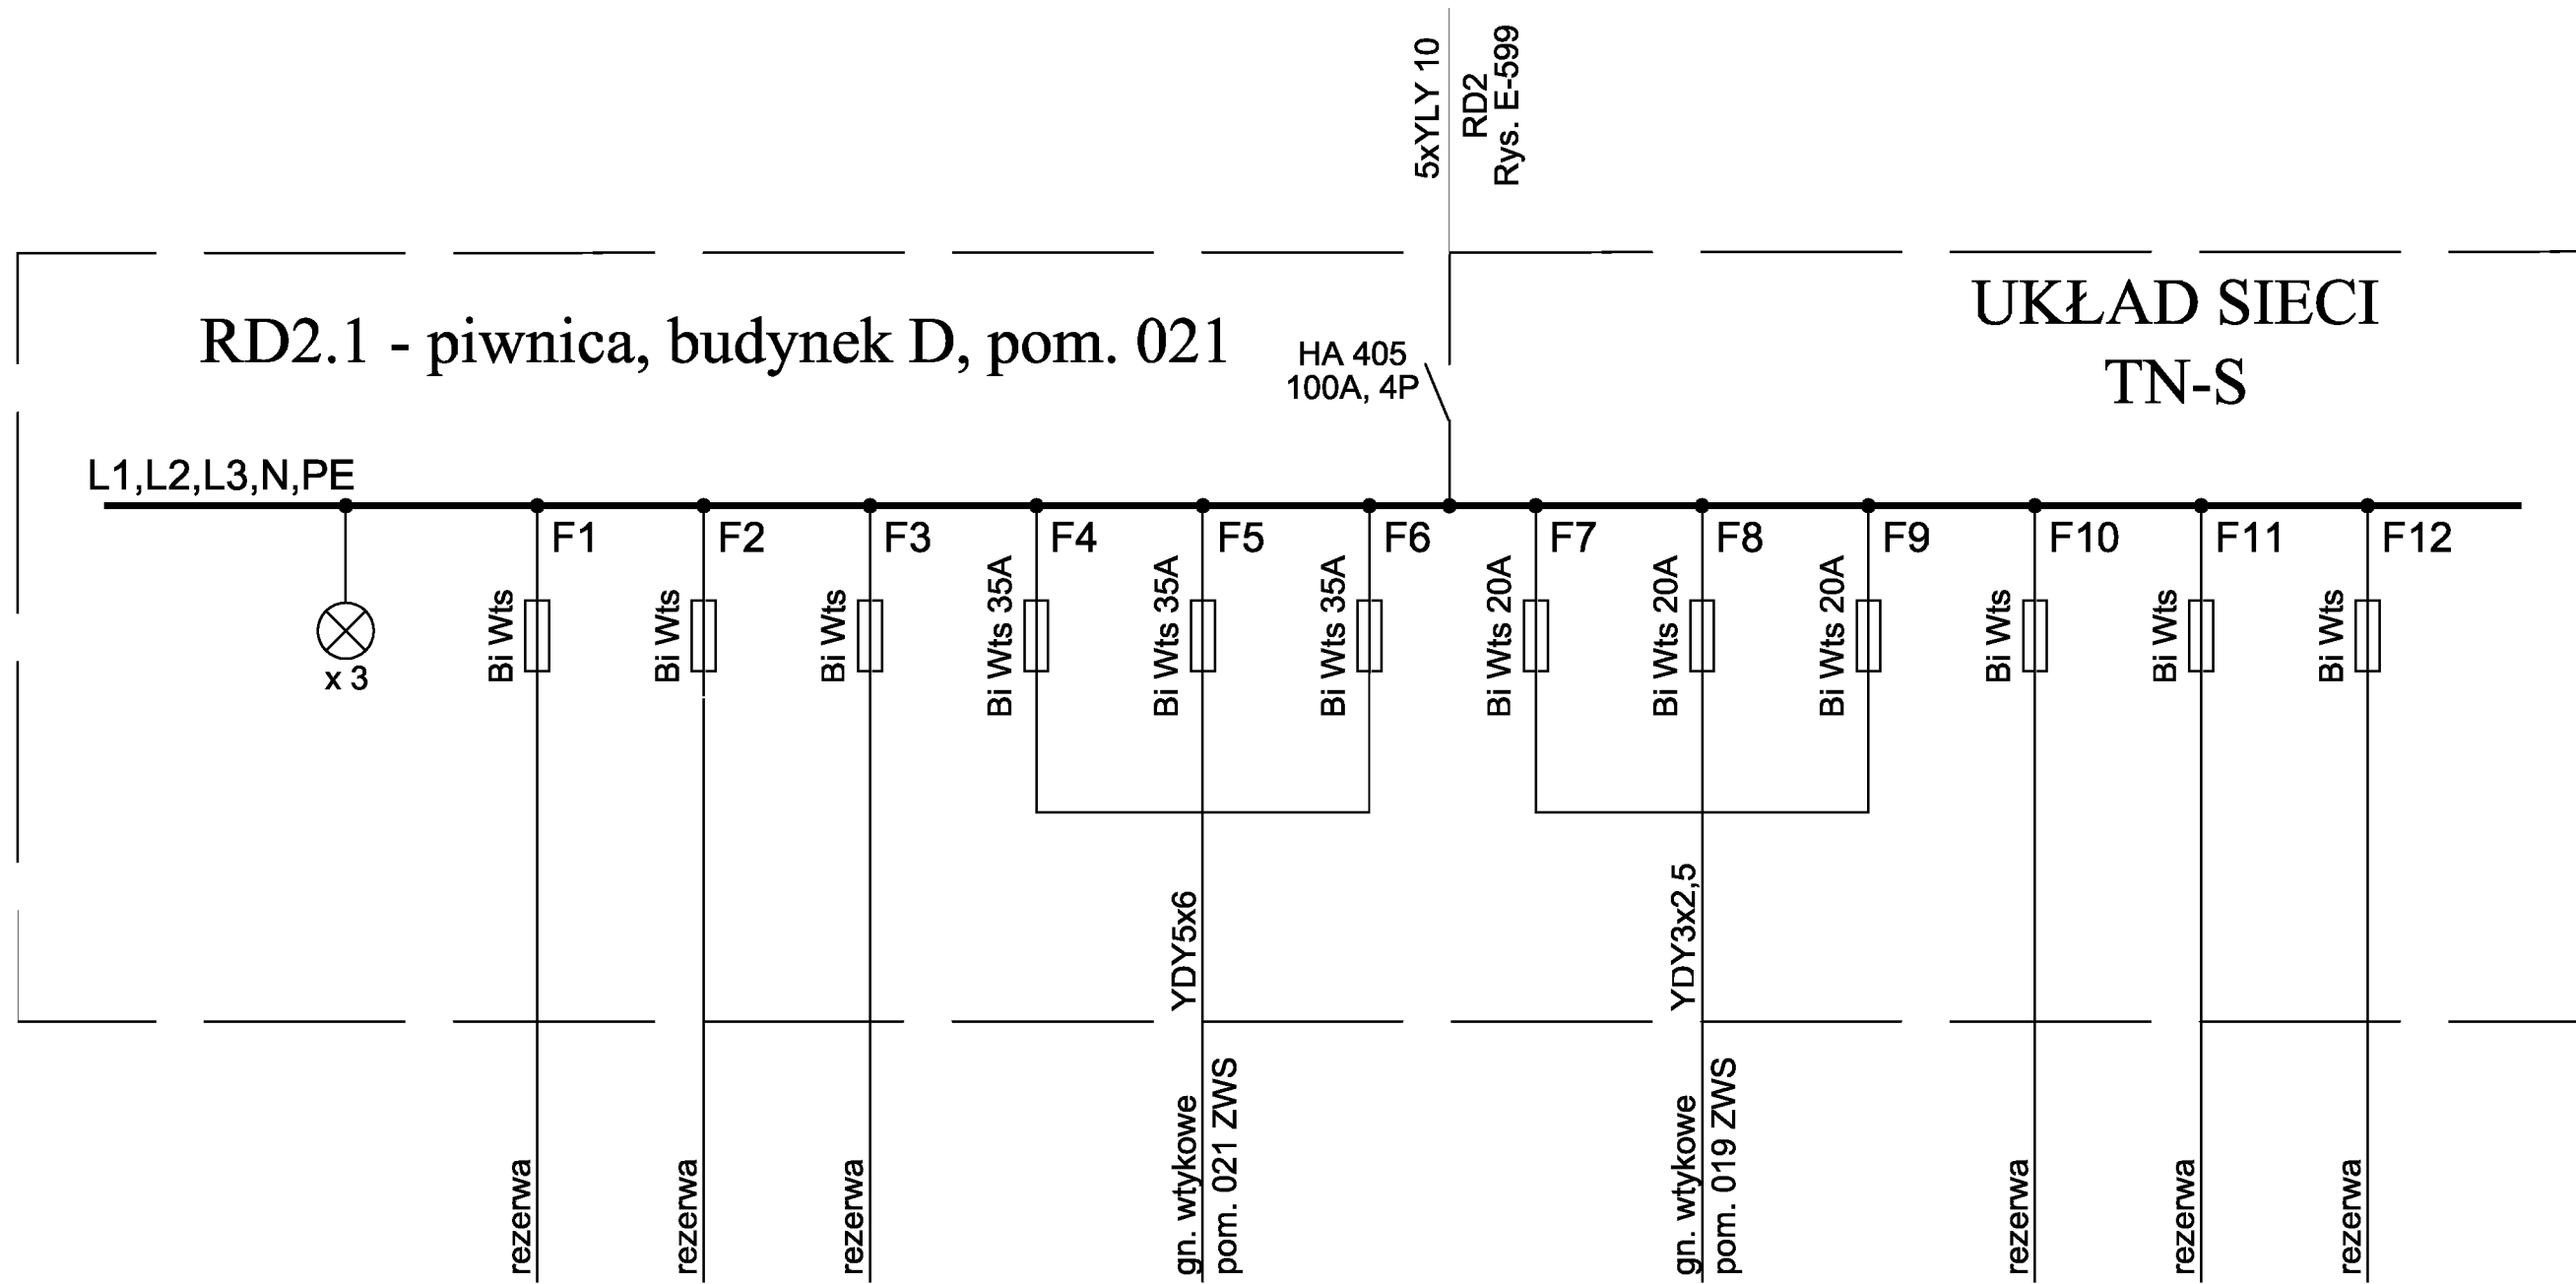 5xYLY 10
RD2
Rys. E-599
RD2.1 - piwnica, budynek D, pom. 021
UKŁAD SIECI
TN-S
HA 405
100A, 4P
L1,L2,L3,N,PE
F1
F2
F3
F4
F5
F6
F7
F8
F9
F10
F11
F12
x 3
Bi Wts
Bi Wts
Bi Wts
Bi Wts 35A
Bi Wts 35A
Bi Wts 35A
Bi Wts 20A
Bi Wts 20A
Bi Wts 20A
Bi Wts
Bi Wts
Bi Wts
YDY5x6
YDY3x2,5
rezerwa
rezerwa
rezerwa
gn. wtykowe
pom. 021 ZWS
gn. wtykowe
pom. 019 ZWS
rezerwa
rezerwa
rezerwa